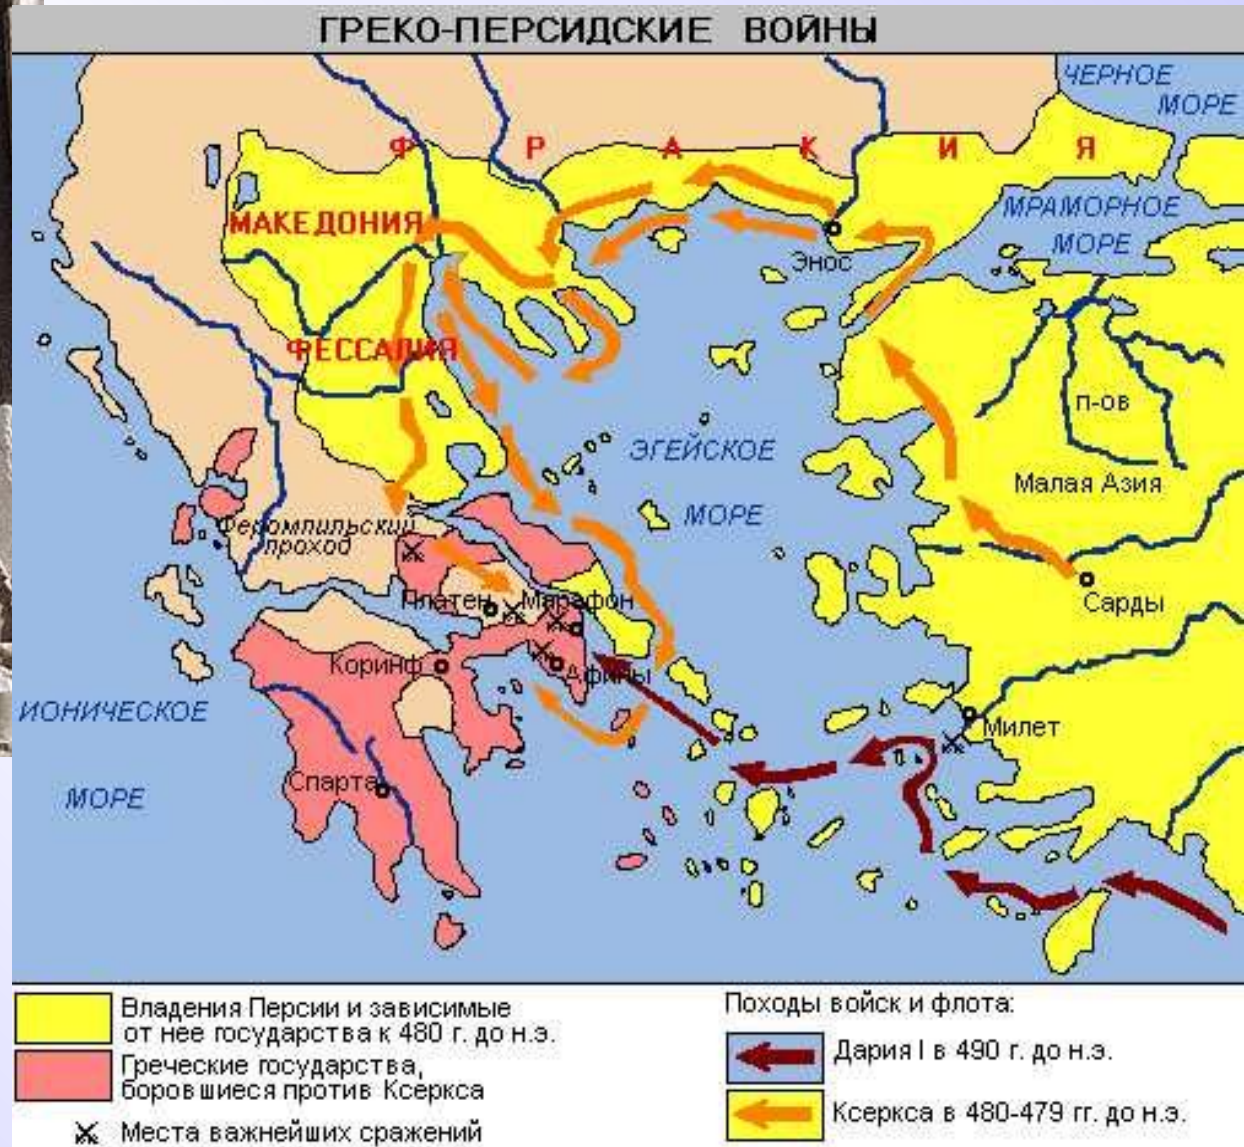 ГРЕКО-ПЕРСИДСКИЕ ВОЙНЫ
ЧЕРНОЕ
МОРЕ
ФРАКИЯ
МАКЕДОНИЯ
МРАМОРНОЕ
МОРЕ
Энос
ФЕССАЛИЯ
п-ов
Малая Азия
ЭГЕЙСКОЕ
МОРЕ
Феромпильский
проход
Платеи
Марафон
Сарды
Коринф
Афины
ИОНИЧЕСКОЕ
МОРЕ
Милет
Спарта
Владения Персии и зависимые
от нее государства к 480 г. до н.э.
Греческие государства,
боровшиеся против Ксеркса
Места важнейших сражений
Походы войск и флота:
Дария I в 490 г. до н.э.
Ксеркса в 480-479 гг. до н.э.